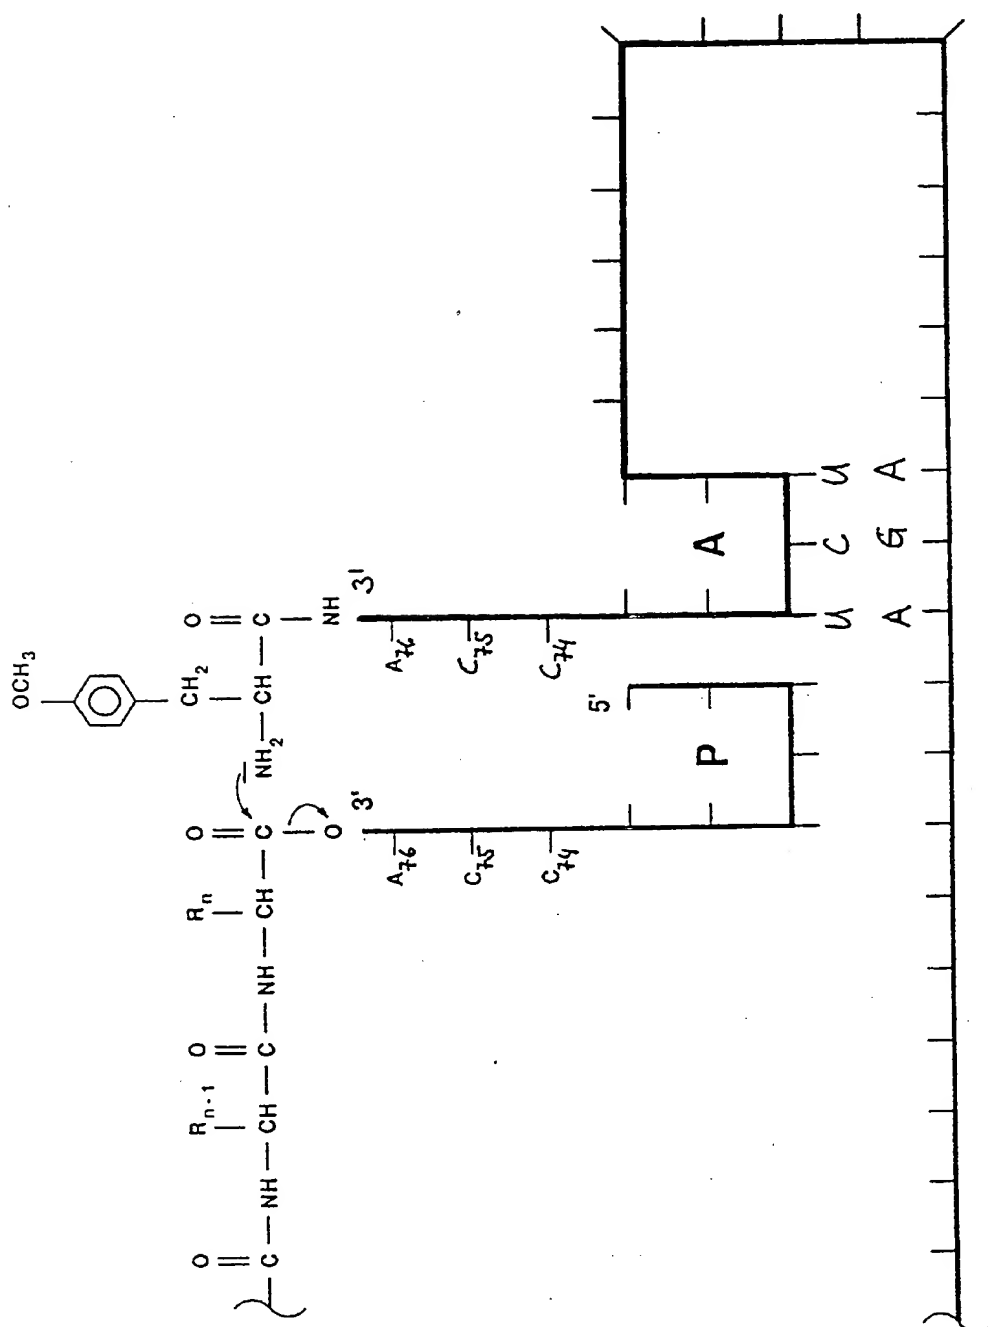 OCH3
O Rn-1 O Rn O CH2 O
C — NH — CH — C — NH — CH — C NH2 — CH — C
O NH
3' 3'
A76 A76
C75 C75
C74 C74
5'
P A
U C U
A G A